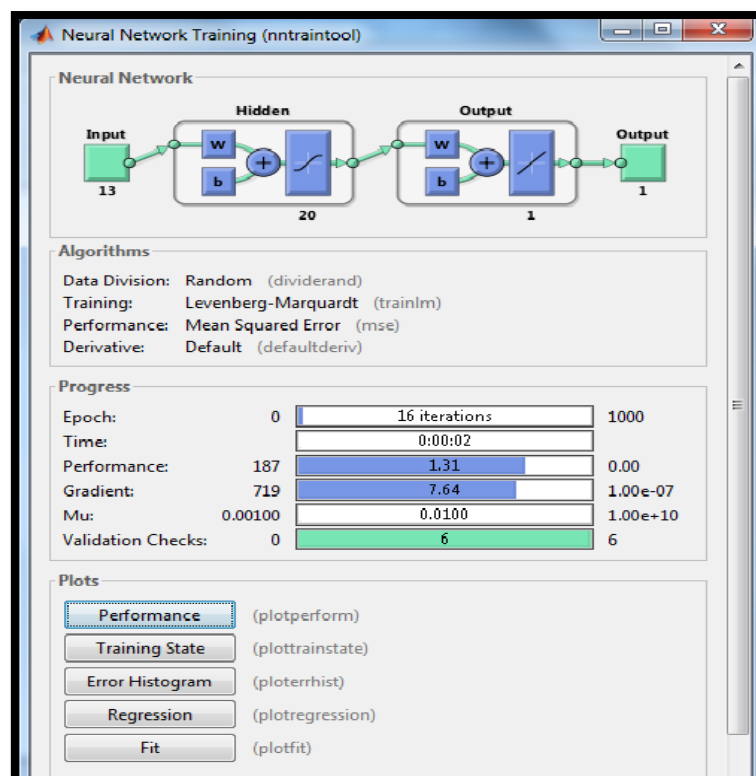 Neural Network Training (nntraintool)
Neural Network
Hidden Output
Input Output
W b + W b +
13 20 1 1
Algorithms
Data Division: Random (dividerand)
Training: Levenberg-Marquardt (trainlm)
Performance: Mean Squared Error (mse)
Derivative: Default (defaultderiv)
Progress
Epoch: 0 16 iterations 1000
Time: 0:00:02
Performance: 187 1.31 0.00
Gradient: 719 7.64 1.00e-07
Mu: 0.00100 0.0100 1.00e+10
Validation Checks: 0 6 6
Plots
Performance (plotperform)
Training State (plottrainstate)
Error Histogram (ploterrhist)
Regression (plotregression)
Fit (plotfit)